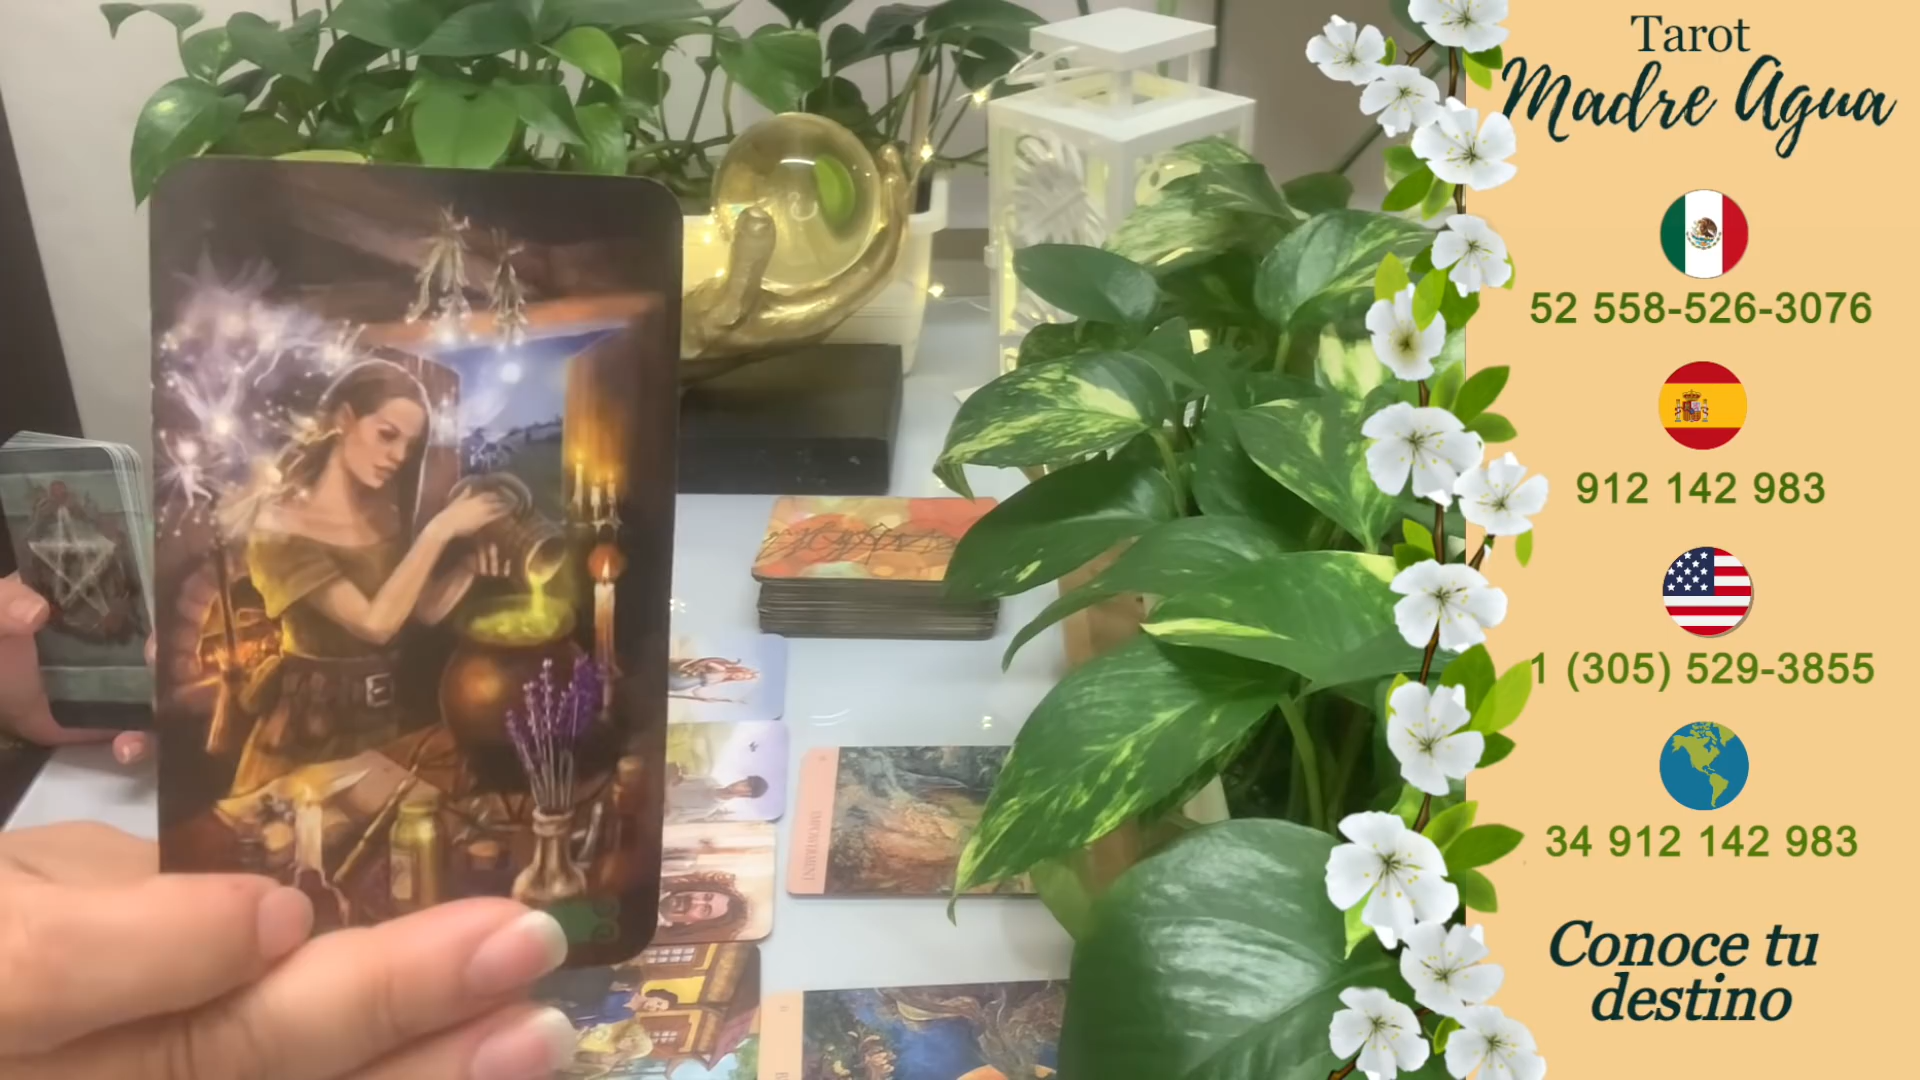 Tarot
Madre Agua
52 558-526-3076
912 142 983
1 (305) 529-3855
34 912 142 983
Conoce tu
destino